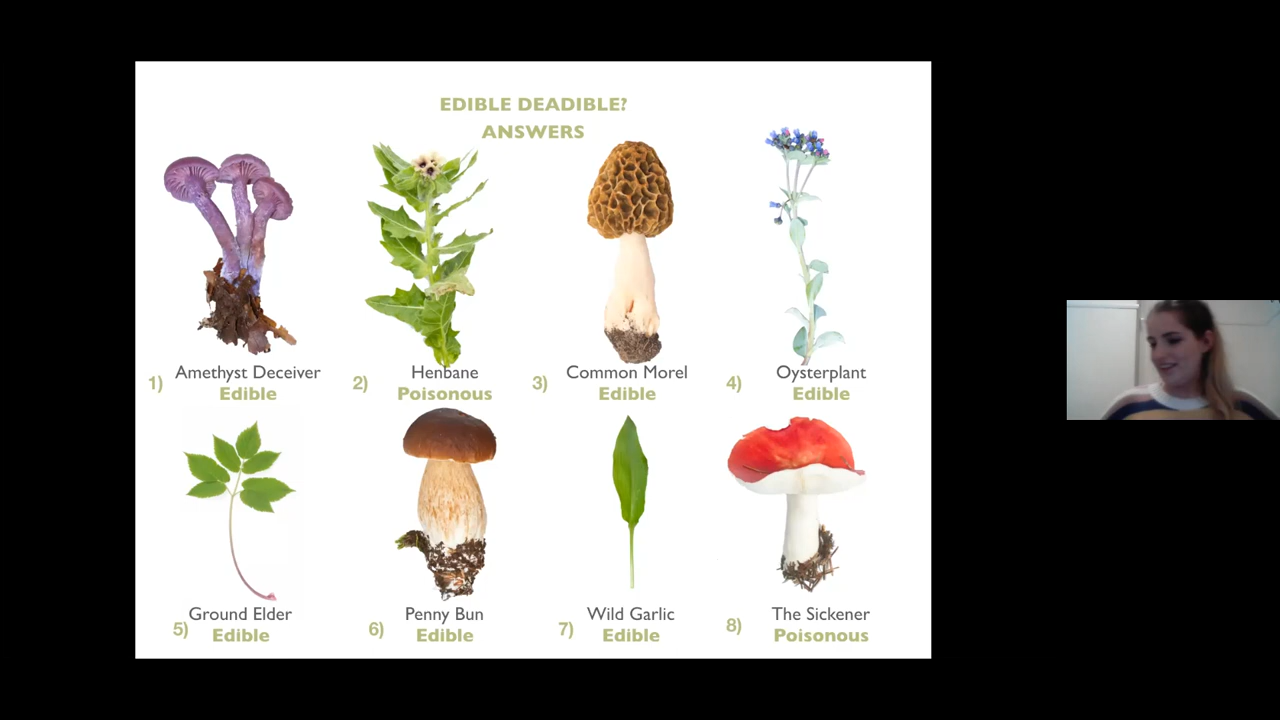 EDIBLE DEADIBLE?
ANSWERS
1) Amethyst Deceiver
Edible
2) Henbane
Poisonous
3) Common Morel
Edible
4) Oysterplant
Edible
5) Ground Elder
Edible
6) Penny Bun
Edible
7) Wild Garlic
Edible
8) The Sickener
Poisonous